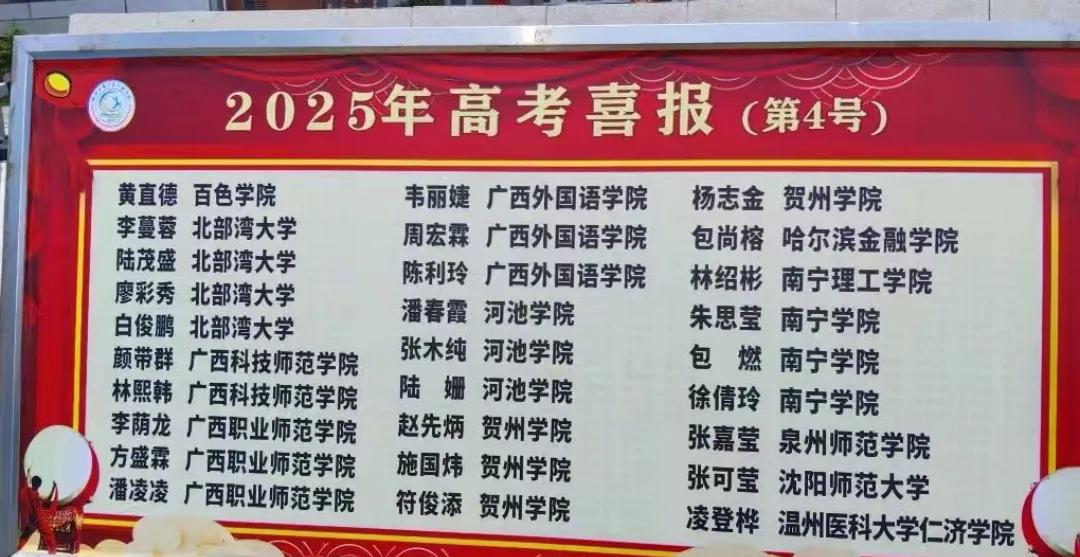 2025年高考喜报（第4号）
黄直德 百色学院
李蔓蓉 北部湾大学
陆茂盛 北部湾大学
廖彩秀 北部湾大学
白俊鹏 北部湾大学
颜带群 广西科技师范学院
林熙韩 广西科技师范学院
李荫龙 广西职业师范学院
方盛霖 广西职业师范学院
潘凌凌 广西职业师范学院
韦丽婕 广西外国语学院
周宏霖 广西外国语学院
陈利玲 广西外国语学院
潘春霞 河池学院
张木纯 河池学院
陆 姗 河池学院
赵先炳 贺州学院
施国炜 贺州学院
符俊添 贺州学院
杨志金 贺州学院
包尚榕 哈尔滨金融学院
林绍彬 南宁理工学院
朱思莹 南宁学院
包 燃 南宁学院
徐倩玲 南宁学院
张嘉莹 泉州师范学院
张可莹 沈阳师范大学
凌登桦 温州医科大学仁济学院